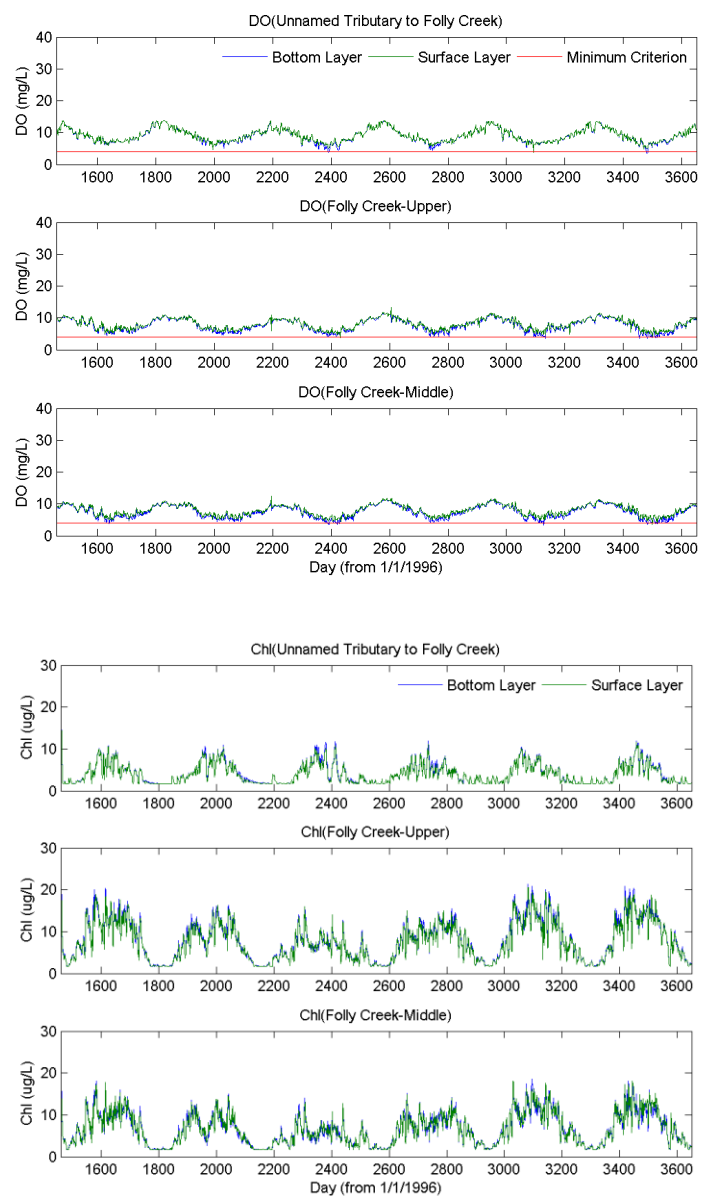 DO(Unnamed Tributary to Folly Creek)
40
30
20
10
0
DO (mg/L)
Bottom Layer Surface Layer Minimum Criterion
1600 1800 2000 2200 2400 2600 2800 3000 3200 3400 3600
DO(Folly Creek-Upper)
40
30
20
10
0
DO (mg/L)
1600 1800 2000 2200 2400 2600 2800 3000 3200 3400 3600
DO(Folly Creek-Middle)
40
30
20
10
0
DO (mg/L)
1600 1800 2000 2200 2400 2600 2800 3000 3200 3400 3600
Day (from 1/1/1996)
Chl(Unnamed Tributary to Folly Creek)
30
20
10
0
Chl (ug/L)
Bottom Layer Surface Layer
1600 1800 2000 2200 2400 2600 2800 3000 3200 3400 3600
Chl(Folly Creek-Upper)
30
20
10
0
Chl (ug/L)
1600 1800 2000 2200 2400 2600 2800 3000 3200 3400 3600
Chl(Folly Creek-Middle)
30
20
10
0
Chl (ug/L)
1600 1800 2000 2200 2400 2600 2800 3000 3200 3400 3600
Day (from 1/1/1996)